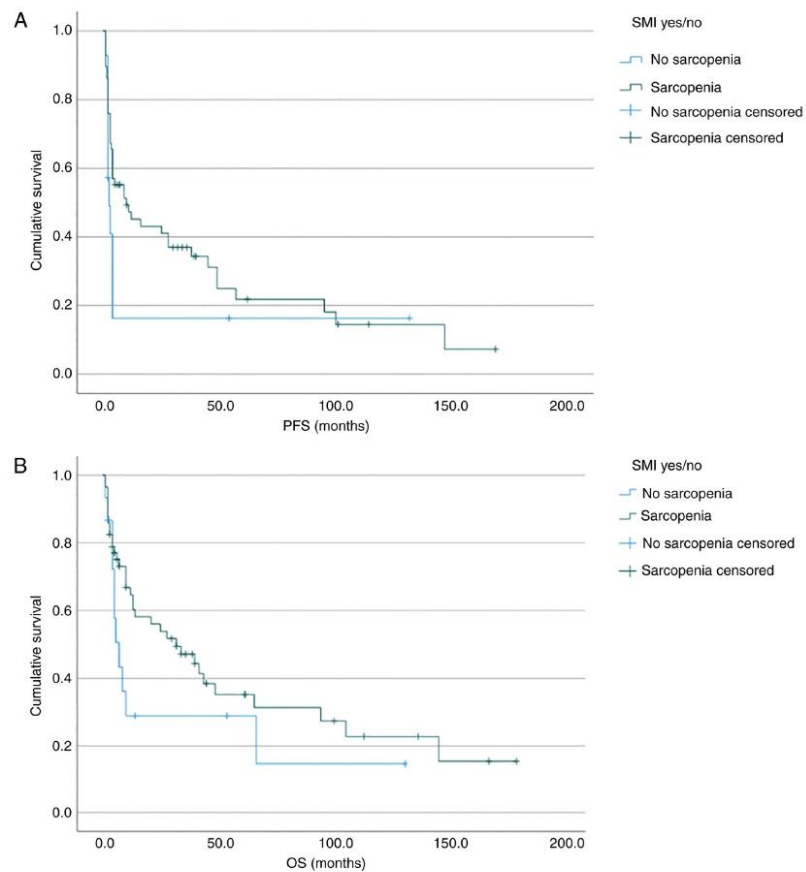 A
1.0
0.8
0.6
0.4
0.2
0.0
Cumulative survival
0.0 50.0 100.0 150.0 200.0
PFS (months)
SMI yes/no
No sarcopenia
Sarcopenia
No sarcopenia censored
Sarcopenia censored
B
1.0
0.8
0.6
0.4
0.2
0.0
Cumulative survival
0.0 50.0 100.0 150.0 200.0
OS (months)
SMI yes/no
No sarcopenia
Sarcopenia
No sarcopenia censored
Sarcopenia censored